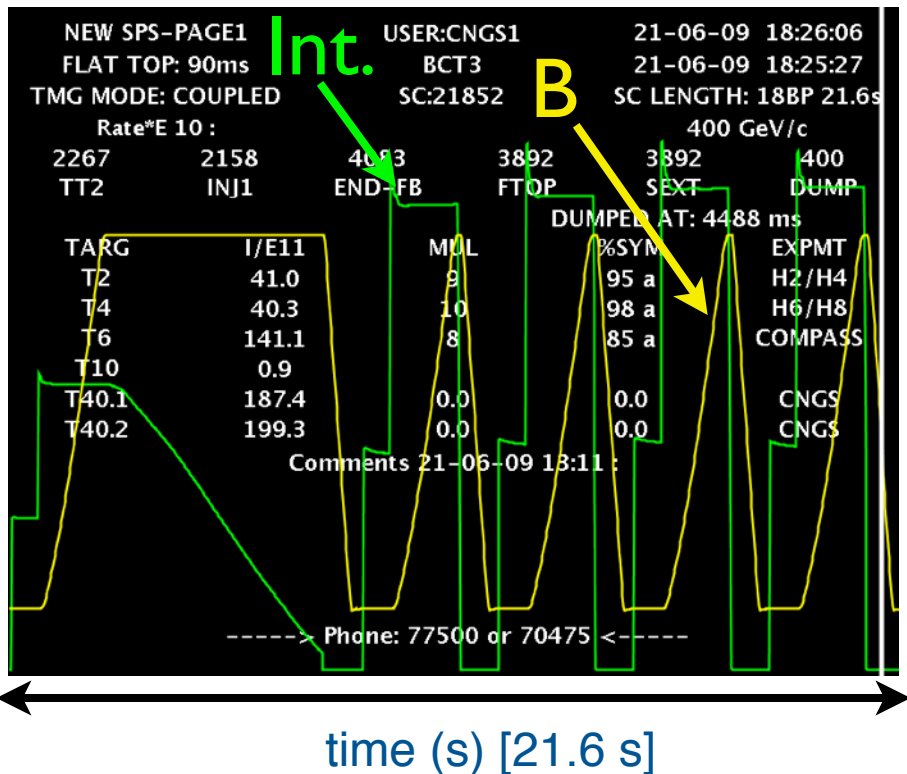 NEW SPS-PAGE1 USER:CNGS1 21-06-09 18:26:06
Int.
FLAT TOP: 90ms BCT3 21-06-09 18:25:27
B
TMG MODE: COUPLED SC:21852 SC LENGTH: 18BP 21.6s
Rate*E 10 : 400 GeV/c
2267 2158 4083 3892 3892 400
TT2 INJ1 END-FB FTOP SEXT DUMP
DUMPED AT: 4488 ms
TARG I/E11 MUL %SYM EXPMT
T2 41.0 9 95 a H2/H4
T4 40.3 10 98 a H6/H8
T6 141.1 8 85 a COMPASS
T10 0.9
T40.1 187.4 0.0 0.0 CNGS
T40.2 199.3 0.0 0.0 CNGS
Comments 21-06-09 13:11 :
-----> Phone: 77500 or 70475 <-----
time (s) [21.6 s]